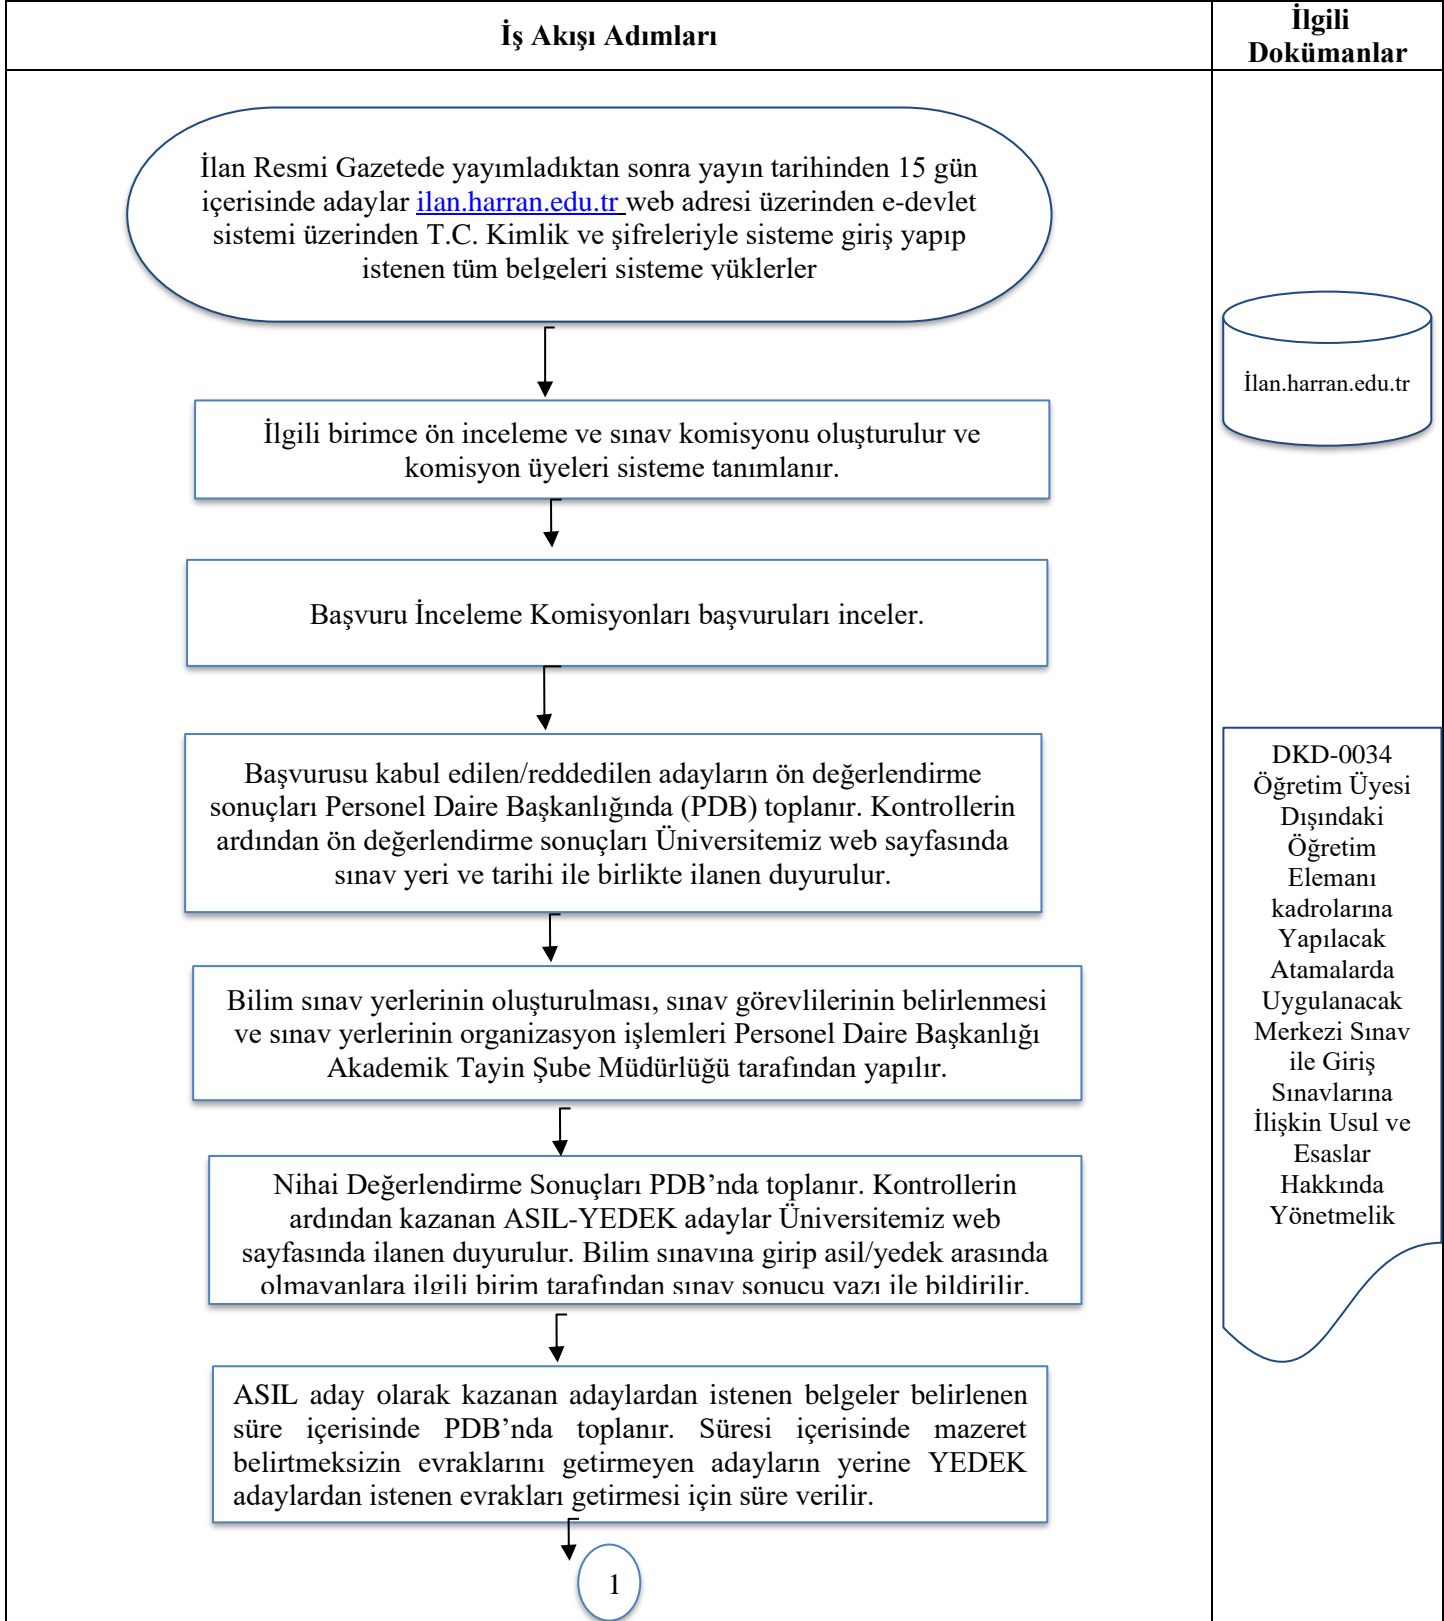 İş Akışı Adımları
İlgili
Dokümanlar
İlan Resmi Gazetede yayımladıktan sonra yayın tarihinden 15 gün
içerisinde adaylar ilan.harran.edu.tr web adresi üzerinden e-devlet
sistemi üzerinden T.C. Kimlik ve şifreleriyle sisteme giriş yapıp
istenen tüm belgeleri sisteme yüklerler
İlgili birimce ön inceleme ve sınav komisyonu oluşturulur ve
komisyon üyeleri sisteme tanımlanır.
Başvuru İnceleme Komisyonları başvuruları inceler.
Başvurusu kabul edilen/reddedilen adayların ön değerlendirme
sonuçları Personel Daire Başkanlığında (PDB) toplanır. Kontrollerin
ardından ön değerlendirme sonuçları Üniversitemiz web sayfasında
sınav yeri ve tarihi ile birlikte ilanen duyurulur.
Bilim sınav yerlerinin oluşturulması, sınav görevlilerinin belirlenmesi
ve sınav yerlerinin organizasyon işlemleri Personel Daire Başkanlığı
Akademik Tayin Şube Müdürlüğü tarafından yapılır.
Nihai Değerlendirme Sonuçları PDB’nda toplanır. Kontrollerin
ardından kazanan ASIL-YEDEK adaylar Üniversitemiz web
sayfasında ilanen duyurulur. Bilim sınavına girip asil/yedek arasında
olmayanlara ilgili birim tarafından sınav sonucu yazı ile bildirilir.
ASIL aday olarak kazanan adaylardan istenen belgeler belirlenen
süre içerisinde PDB’nda toplanır. Süresi içerisinde mazeret
belirtmeksizin evraklarını getirmeyen adayların yerine YEDEK
adaylardan istenen evrakları getirmesi için süre verilir.
1
İlan.harran.edu.tr
DKD-0034
Öğretim Üyesi
Dışındaki
Öğretim
Elemanı
kadrolarına
Yapılacak
Atamalarda
Uygulanacak
Merkezi Sınav
ile Giriş
Sınavlarına
İlişkin Usul ve
Esaslar
Hakkında
Yönetmelik